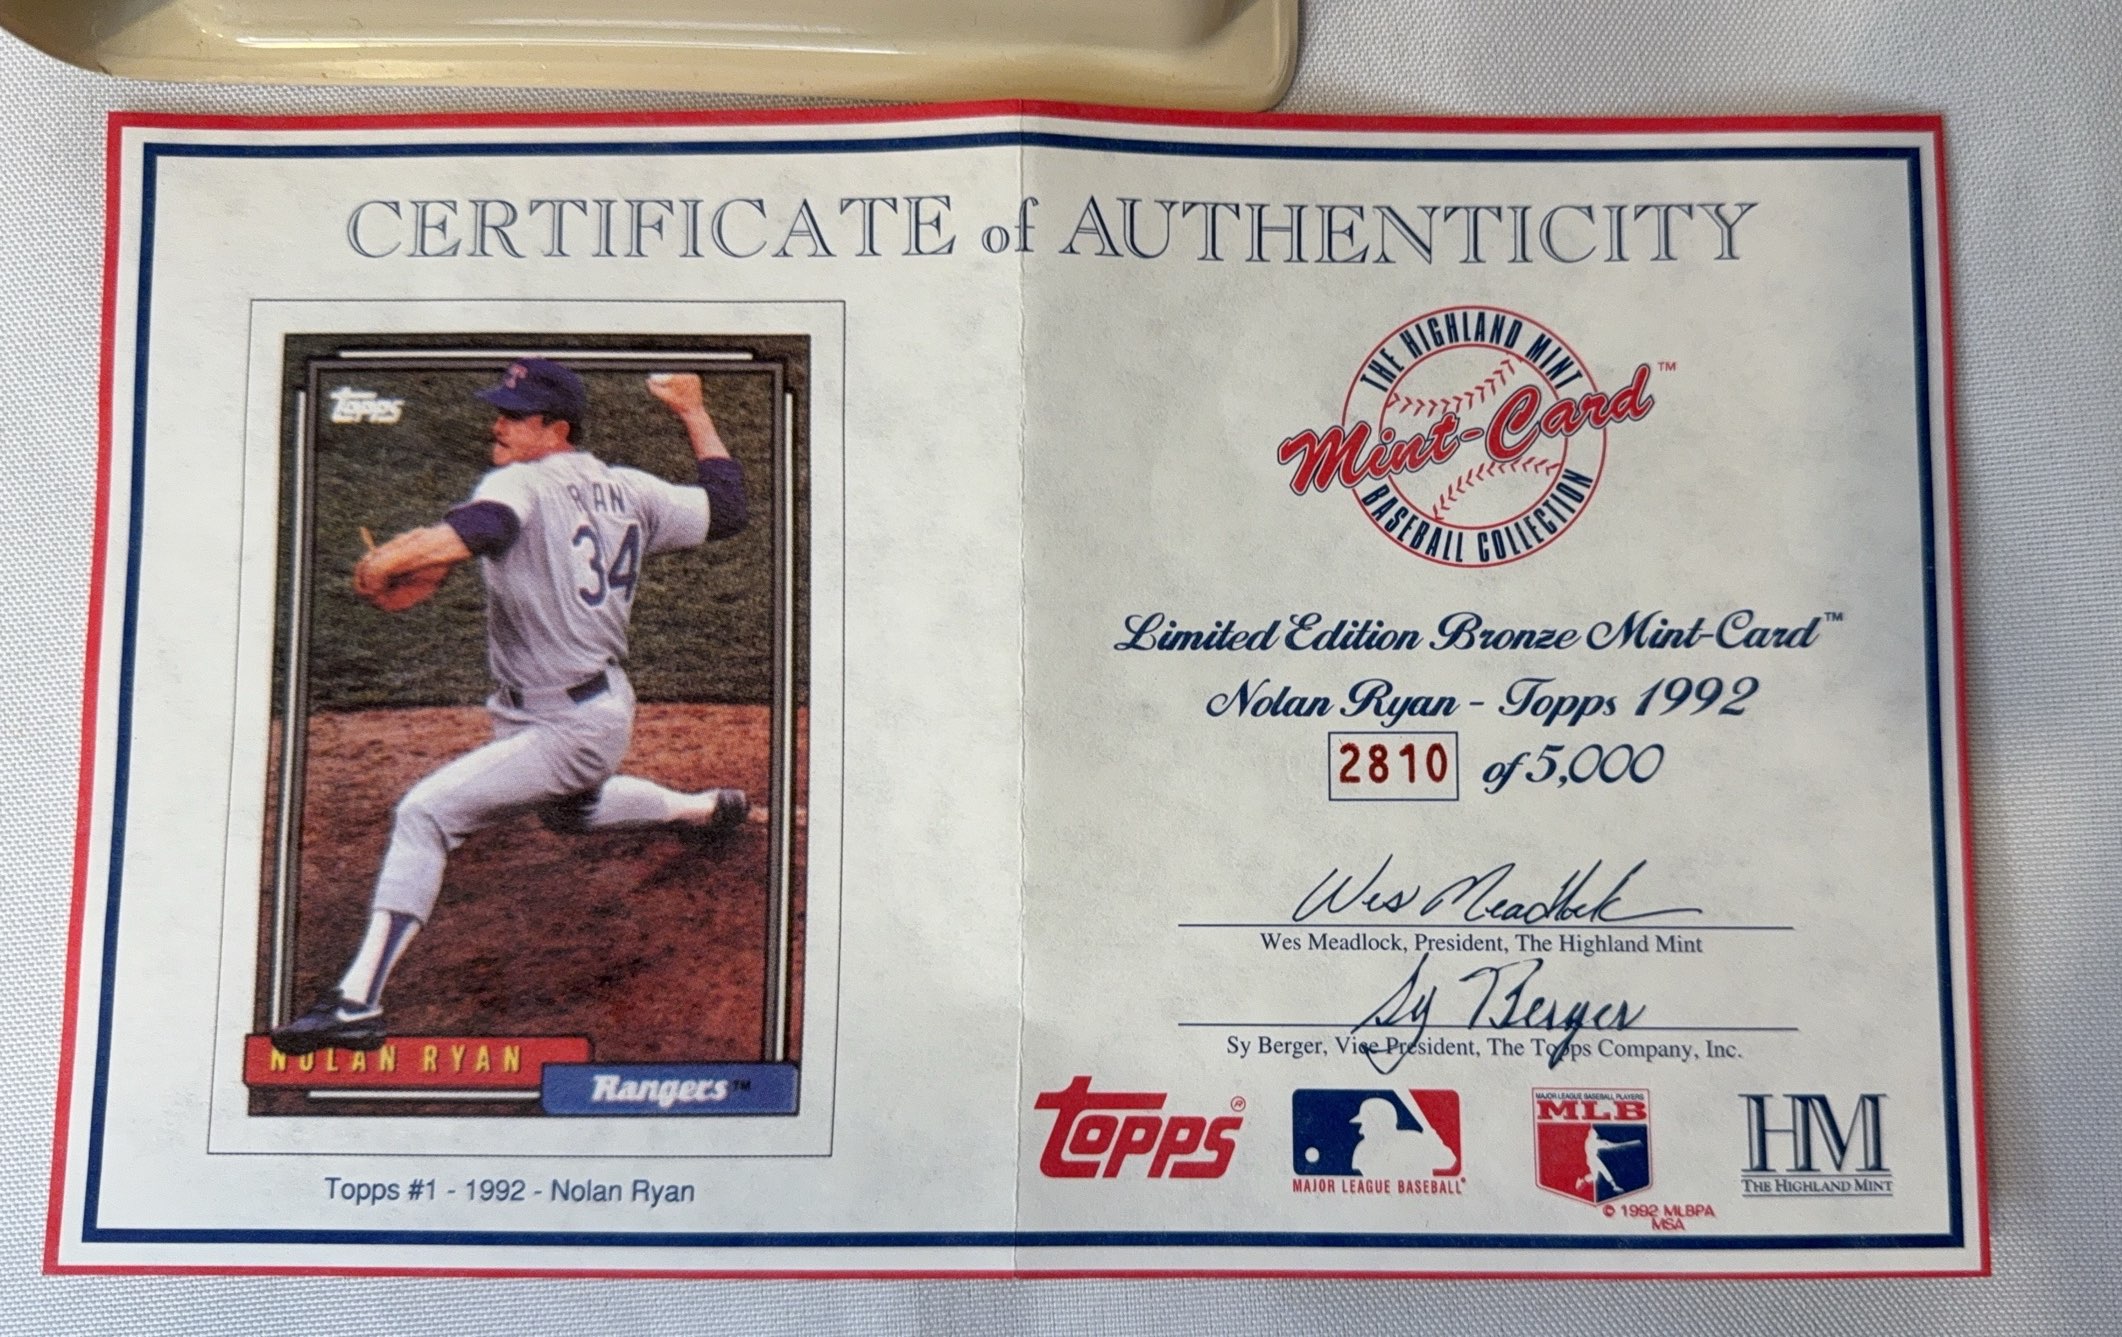 CERTIFICATE of AUTHENTICITY
Topps
RYAN
34
NOLAN RYAN
Rangers™
Topps #1 - 1992 - Nolan Ryan
THE HIGHLAND MINT
Mint-Card™
BASEBALL COLLECTION
Limited Edition Bronze Mint-Card™
Nolan Ryan - Topps 1992
2810 of 5,000
Wes Meadlock
Wes Meadlock, President, The Highland Mint
Sy Berger
Sy Berger, Vice President, The Topps Company, Inc.
Topps®
MAJOR LEAGUE BASEBALL®
MAJOR LEAGUE BASEBALL PLAYERS
MLB
© 1992 MLBPA
MSA
HM
THE HIGHLAND MINT